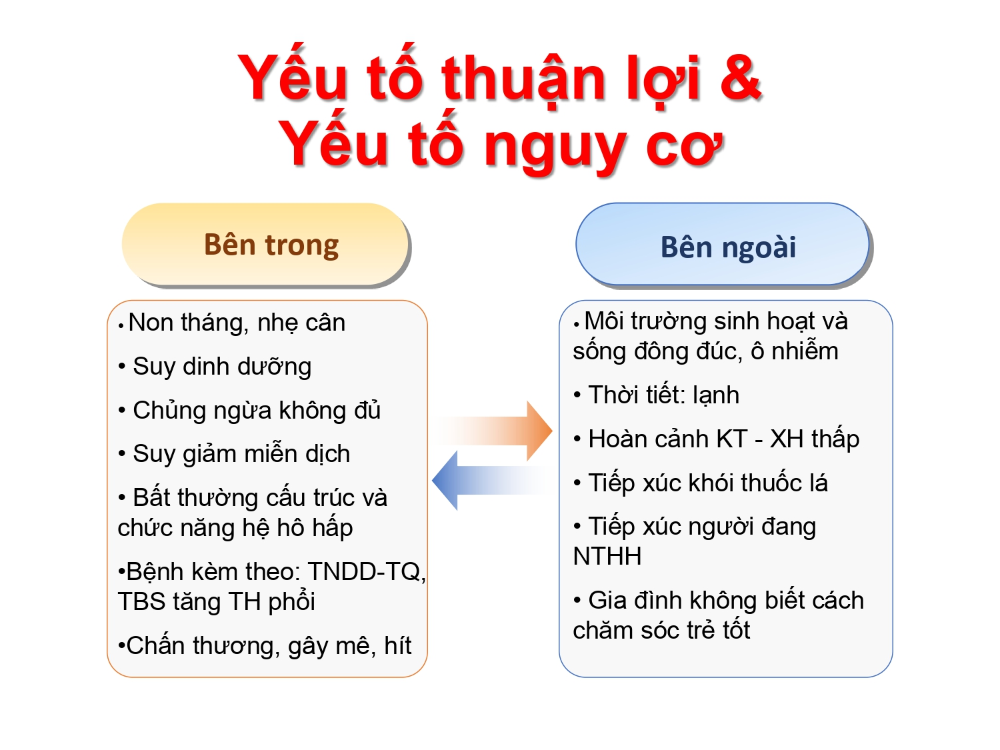 Yếu tố thuận lợi &
Yếu tố nguy cơ
Bên trong
• Non tháng, nhẹ cân
• Suy dinh dưỡng
• Chủng ngừa không đủ
• Suy giảm miễn dịch
• Bất thường cấu trúc và
chức năng hệ hô hấp
•Bệnh kèm theo: TNDD-TQ,
TBS tăng TH phổi
•Chấn thương, gây mê, hít
Bên ngoài
• Môi trường sinh hoạt và
sống đông đúc, ô nhiễm
• Thời tiết: lạnh
• Hoàn cảnh KT - XH thấp
• Tiếp xúc khói thuốc lá
• Tiếp xúc người đang
NTHH
• Gia đình không biết cách
chăm sóc trẻ tốt